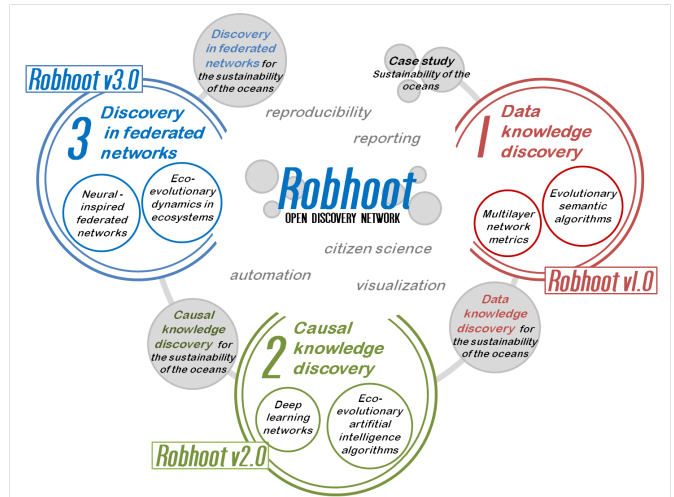 Discovery
in federated
networks for
the sustainability
of the oceans
Case study
Sustainability of the
oceans
Robhoot v3.0
3 Discovery
in federated
networks
Neural-
inspired
federated
networks
Eco-
evolutionary
dynamics in
ecosystems
reproducibility
reporting
1 Data
knowledge
discovery
Multilayer
network
metrics
Evolutionary
semantic
algorithms
Robhoot v1.0
Robhoot
OPEN DISCOVERY NETWORK
citizen science
automation
visualization
Causal
knowledge
discovery for
the sustainability
of the oceans
Data
knowledge
discovery for
the sustainability
of the oceans
2 Causal
knowledge
discovery
Deep
learning
networks
Eco-
evolutionary
artifitial
intelligence
algorithms
Robhoot v2.0